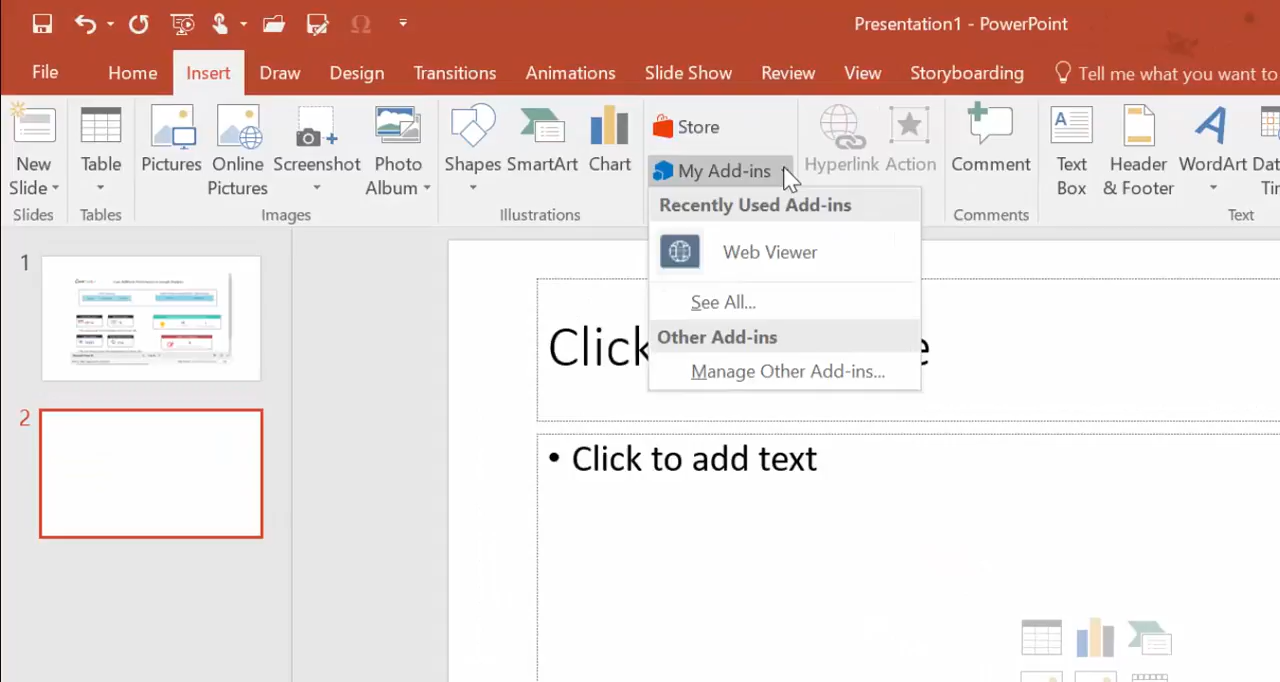 Presentation1 - PowerPoint
File Home Insert Draw Design Transitions Animations Slide Show Review View Storyboarding Tell me what you want to
New Slide
Table
Pictures
Online Pictures
Screenshot
Photo Album
Shapes
SmartArt
Chart
Store
My Add-ins
Hyperlink
Action
Comment
Text Box
Header & Footer
WordArt
Slides
Tables
Images
Illustrations
Comments
Text
Recently Used Add-ins
Web Viewer
See All...
Other Add-ins
Manage Other Add-ins...
1
2
Click
• Click to add text